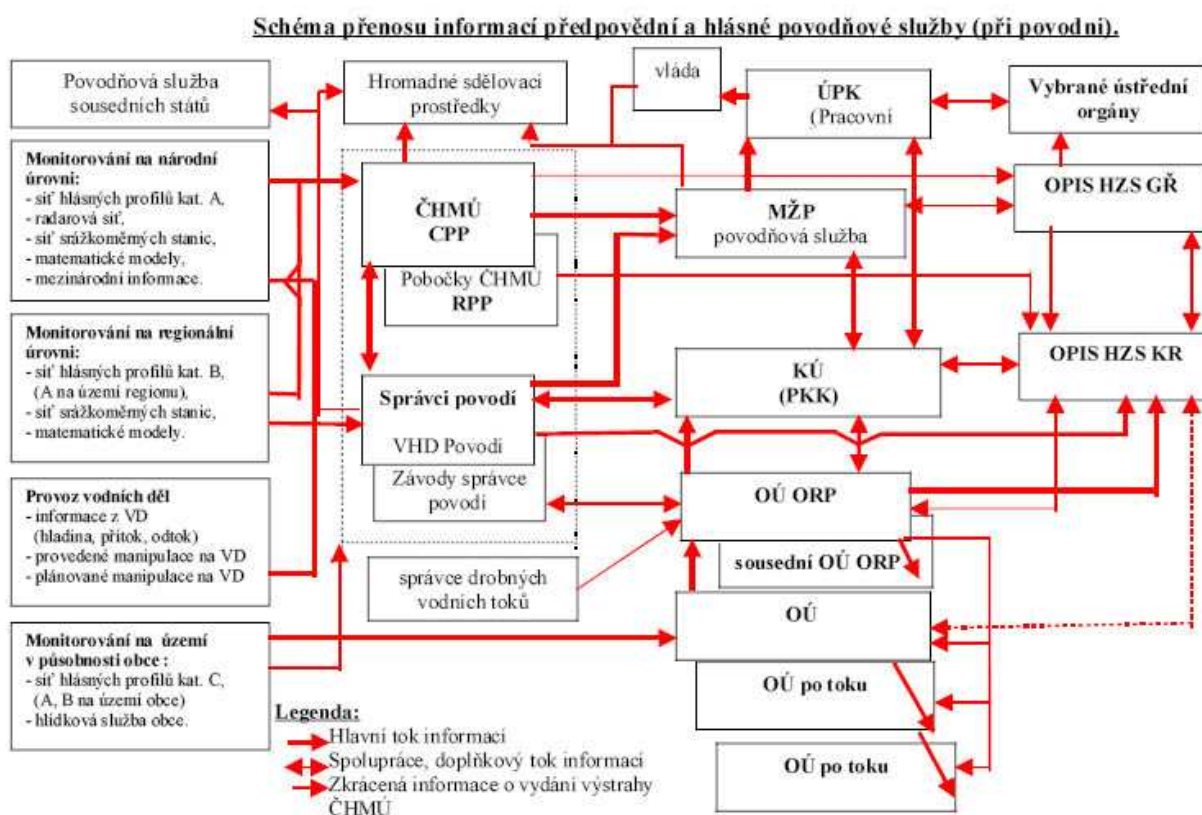 Schéma přenosu informací předpovědní a hlásné povodňové služby (při povodni).
Povodňová služba
sousedních států
Hromadné sdělovací
prostředky
vláda
ÚPK
(Pracovní
Vybrané ústřední
orgány
Monitorování na národní
úrovni:
- síť hlásných profilů kat. A,
- radarová síť,
- síť srážkoměrných stanic,
- matematické modely,
- mezinárodní informace.
ČHMÚ
CPP
Pobočky ČHMÚ
RPP
MŽP
povodňová služba
OPIS HZS GŘ
Monitorování na regionální
úrovni:
- síť hlásných profilů kat. B,
(A na území regionu),
- síť srážkoměrných stanic,
- matematické modely.
Správci povodí
VHD Povodí
Závody správce
povodí
KÚ
(PKK)
OPIS HZS KR
Provoz vodních děl
- informace z VD
(hladina, přítok, odtok)
- provedené manipulace na VD
- plánované manipulace na VD
OÚ ORP
sousední OÚ ORP
správce drobných
vodních toků
Monitorování na území
v působnosti obce :
- síť hlásných profilů kat. C,
(A, B na území obce)
- hlídková služba obce.
OÚ
OÚ po toku
OÚ po toku
Legenda:
Hlavní tok informací
Spolupráce, doplňkový tok informací
Zkrácená informace o vydání výstrahy
ČHMÚ